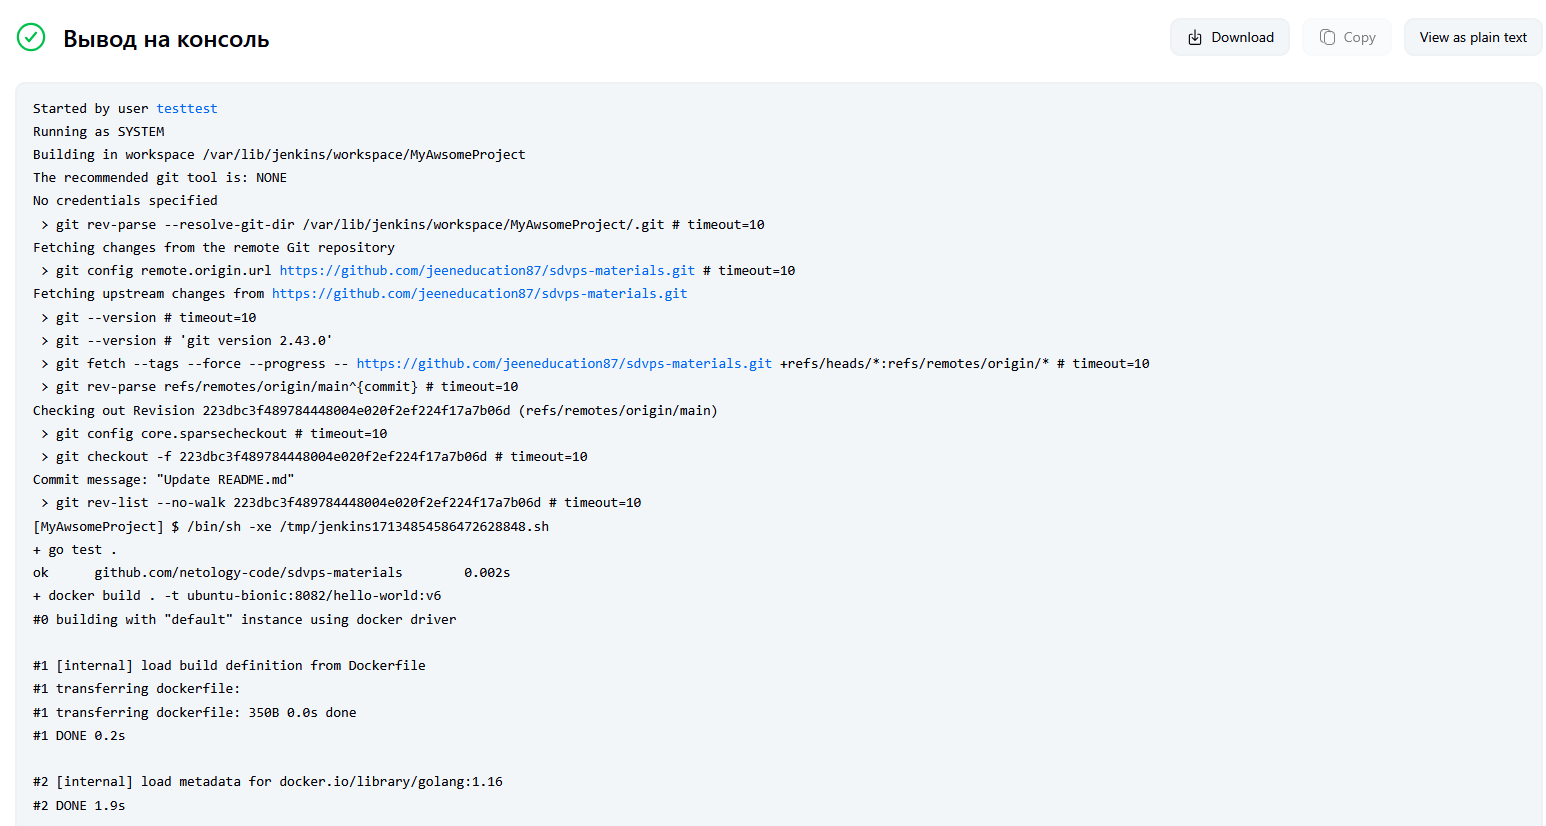 Вывод на консоль
Download
Copy
View as plain text
Started by user testtest
Running as SYSTEM
Building in workspace /var/lib/jenkins/workspace/MyAwsomeProject
The recommended git tool is: NONE
No credentials specified
 > git rev-parse --resolve-git-dir /var/lib/jenkins/workspace/MyAwsomeProject/.git # timeout=10
Fetching changes from the remote Git repository
 > git config remote.origin.url https://github.com/jeeneducation87/sdvps-materials.git # timeout=10
Fetching upstream changes from https://github.com/jeeneducation87/sdvps-materials.git
 > git --version # timeout=10
 > git --version # 'git version 2.43.0'
 > git fetch --tags --force --progress -- https://github.com/jeeneducation87/sdvps-materials.git +refs/heads/*:refs/remotes/origin/* # timeout=10
 > git rev-parse refs/remotes/origin/main^{commit} # timeout=10
Checking out Revision 223dbc3f489784448004e020f2ef224f17a7b06d (refs/remotes/origin/main)
 > git config core.sparsecheckout # timeout=10
 > git checkout -f 223dbc3f489784448004e020f2ef224f17a7b06d # timeout=10
Commit message: "Update README.md"
 > git rev-list --no-walk 223dbc3f489784448004e020f2ef224f17a7b06d # timeout=10
[MyAwsomeProject] $ /bin/sh -xe /tmp/jenkins17134854586472628848.sh
+ go test .
ok      github.com/netology-code/sdvps-materials        0.002s
+ docker build . -t ubuntu-bionic:8082/hello-world:v6
#0 building with "default" instance using docker driver
#1 [internal] load build definition from Dockerfile
#1 transferring dockerfile:
#1 transferring dockerfile: 350B 0.0s done
#1 DONE 0.2s
#2 [internal] load metadata for docker.io/library/golang:1.16
#2 DONE 1.9s